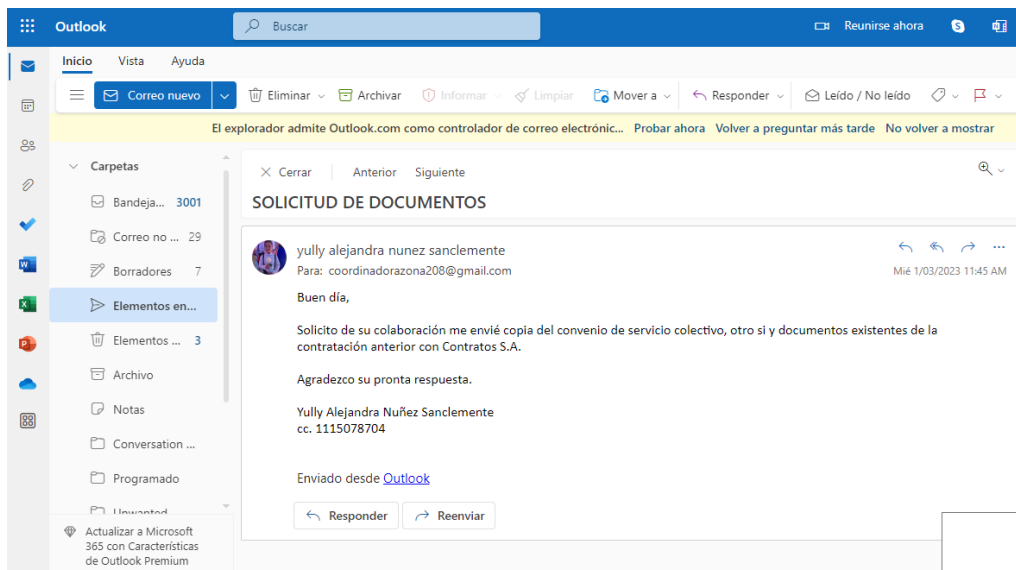 Outlook
Buscar
Reunirse ahora
Inicio Vista Ayuda
Correo nuevo Eliminar Archivar Informar Limpiar Mover a Responder Leído / No leído
El explorador admite Outlook.com como controlador de correo electrónic... Probar ahora Volver a preguntar más tarde No volver a mostrar
Carpetas
Bandeja... 3001
Correo no ... 29
Borradores 7
Elementos en...
Elementos ... 3
Archivo
Notas
Conversation ...
Programado
Unwanted
Actualizar a Microsoft
365 con Características
de Outlook Premium
Cerrar Anterior Siguiente
SOLICITUD DE DOCUMENTOS
yully alejandra nunez sanclemente
Para: coordinadorazona208@gmail.com
Mié 1/03/2023 11:45 AM
Buen día,
Solicito de su colaboración me envié copia del convenio de servicio colectivo, otro si y documentos existentes de la
contratación anterior con Contratos S.A.
Agradezco su pronta respuesta.
Yully Alejandra Nuñez Sanclemente
cc. 1115078704
Enviado desde Outlook
Responder Reenviar